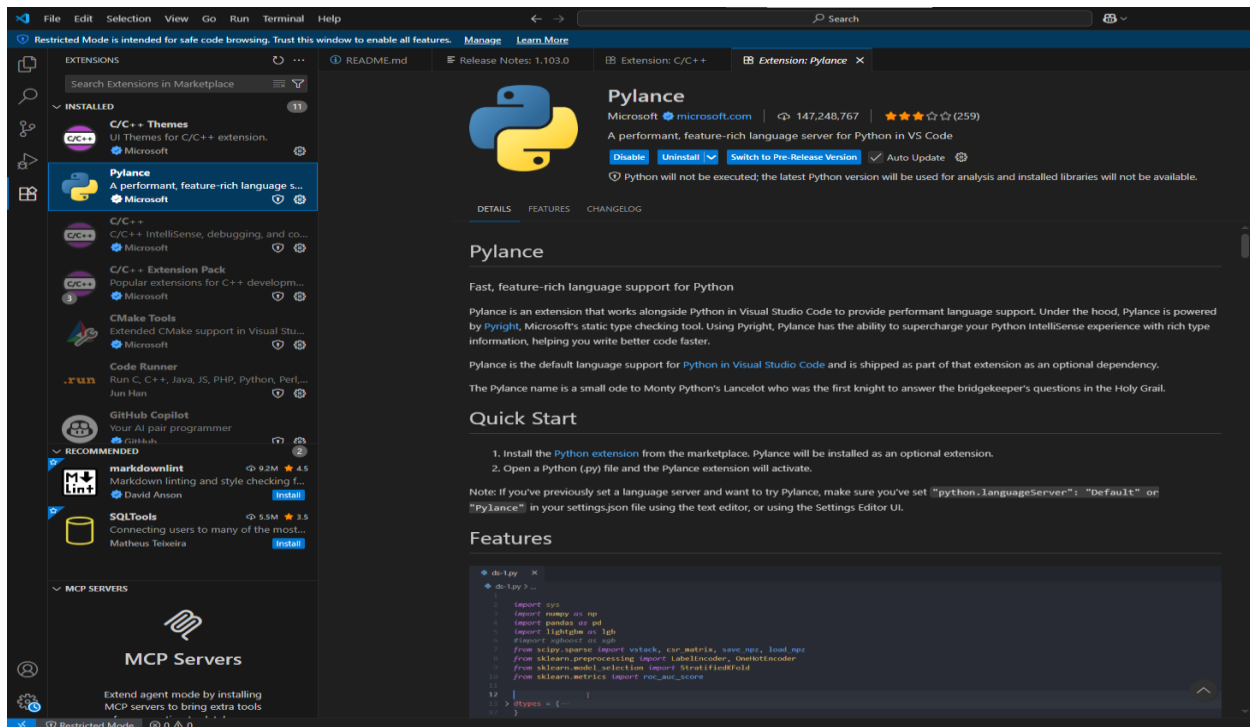 File Edit Selection View Go Run Terminal Help
Search
Restricted Mode is intended for safe code browsing. Trust this window to enable all features. Manage Learn More
EXTENSIONS
Search Extensions in Marketplace
INSTALLED 11
C/C++ Themes
UI Themes for C/C++ extension.
Microsoft
Pylance
A performant, feature-rich language s...
Microsoft
C/C++
C/C++ IntelliSense, debugging, and co...
Microsoft
C/C++ Extension Pack
Popular extensions for C++ developm...
3
Microsoft
CMake Tools
Extended CMake support in Visual Stu...
Microsoft
Code Runner
.run
Run C, C++, Java, JS, PHP, Python, Perl,...
Jun Han
GitHub Copilot
Your AI pair programmer
GitHub
RECOMMENDED 2
markdownlint 9.2M 4.5
Markdown linting and style checking f...
David Anson Install
SQLTools 5.5M 3.5
Connecting users to many of the most...
Matheus Teixeira Install
MCP SERVERS
MCP Servers
Extend agent mode by installing
MCP servers to bring extra tools
Restricted Mode 0 0
README.md Release Notes: 1.103.0 Extension: C/C++ Extension: Pylance
Pylance
Microsoft microsoft.com 147,248,767 (259)
A performant, feature-rich language server for Python in VS Code
Disable Uninstall Switch to Pre-Release Version Auto Update
Python will not be executed; the latest Python version will be used for analysis and installed libraries will not be available.
DETAILS FEATURES CHANGELOG
Pylance
Fast, feature-rich language support for Python
Pylance is an extension that works alongside Python in Visual Studio Code to provide performant language support. Under the hood, Pylance is powered
by Pyright, Microsoft's static type checking tool. Using Pyright, Pylance has the ability to supercharge your Python IntelliSense experience with rich type
information, helping you write better code faster.
Pylance is the default language support for Python in Visual Studio Code and is shipped as part of that extension as an optional dependency.
The Pylance name is a small ode to Monty Python's Lancelot who was the first knight to answer the bridgekeeper's questions in the Holy Grail.
Quick Start
1. Install the Python extension from the marketplace. Pylance will be installed as an optional extension.
2. Open a Python (.py) file and the Pylance extension will activate.
Note: If you've previously set a language server and want to try Pylance, make sure you've set "python.languageServer": "Default" or
"Pylance" in your settings.json file using the text editor, or using the Settings Editor UI.
Features
ds-1.py
ds-1.py > ...
import sys
import numpy as np
import pandas as pd
import lightgbm as lgb
#import xgboost as xgb
from scipy.sparse import vstack, csr_matrix, save_npz, load_npz
from sklearn.preprocessing import LabelEncoder, OneHotEncoder
from sklearn.model_selection import StratifiedKFold
from sklearn.metrics import roc_auc_score
12
dtypes = {
}